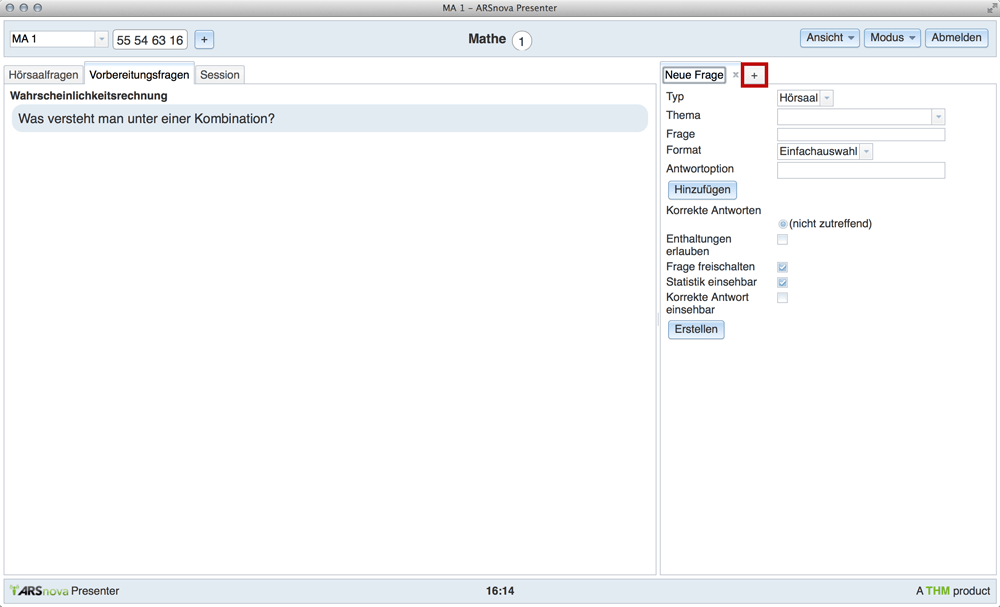 MA 1 – ARSnova Presenter
MA 1 55 54 63 16 + Mathe 1 Ansicht Modus Abmelden
Hörsaalfragen Vorbereitungsfragen Session
Wahrscheinlichkeitsrechnung
Was versteht man unter einer Kombination?
Neue Frage × +
Typ Hörsaal
Thema
Frage
Format Einfachauswahl
Antwortoption
Hinzufügen
Korrekte Antworten
(nicht zutreffend)
Enthaltungen
erlauben
Frage freischalten
Statistik einsehbar
Korrekte Antwort
einsehbar
Erstellen
ARSnova Presenter 16:14 A THM product